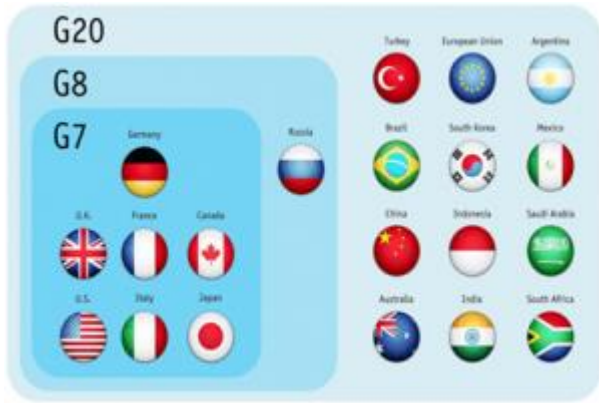 G20
Turkey European Union Argentina
G8
G7
Germany Russia Brazil South Korea Mexico
U.K. France Canada China Indonesia Saudi Arabia
U.S. Italy Japan Australia India South Africa